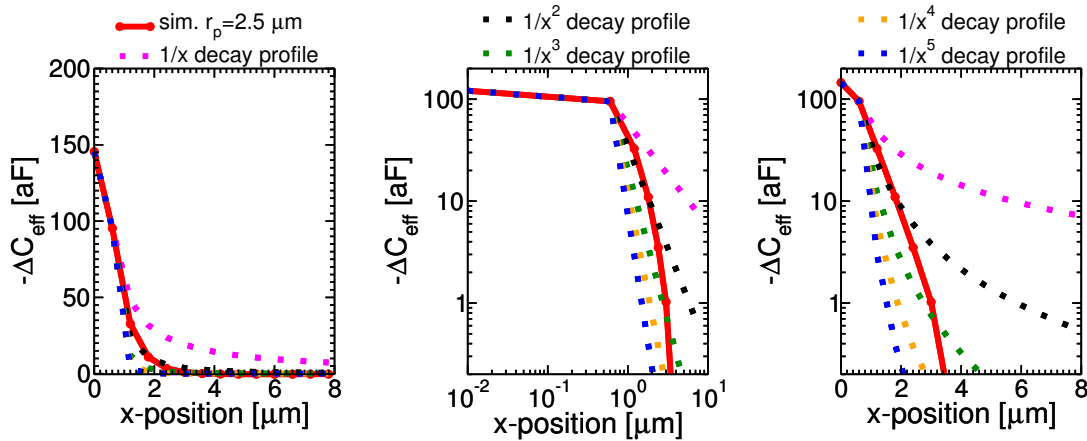 sim. r_p=2.5 μm
1/x decay profile
1/x^2 decay profile
1/x^3 decay profile
1/x^4 decay profile
1/x^5 decay profile
200
150
100
50
0
-ΔC_eff [aF]
0 2 4 6 8
x-position [μm]
100
10
1
-ΔC_eff [aF]
10^-2 10^-1 10^0 10^1
x-position [μm]
100
10
1
-ΔC_eff [aF]
0 2 4 6 8
x-position [μm]